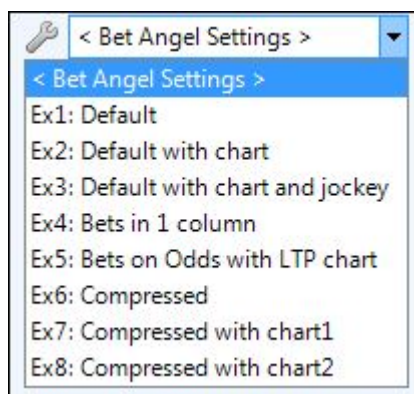 < Bet Angel Settings >
< Bet Angel Settings >
Ex1: Default
Ex2: Default with chart
Ex3: Default with chart and jockey
Ex4: Bets in 1 column
Ex5: Bets on Odds with LTP chart
Ex6: Compressed
Ex7: Compressed with chart1
Ex8: Compressed with chart2